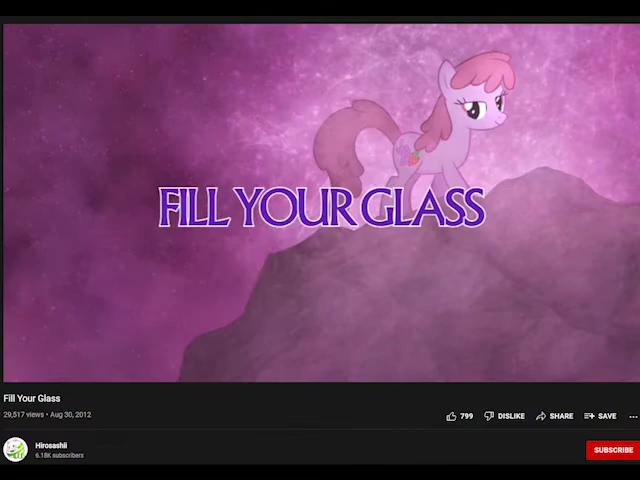 FILL YOUR GLASS
Fill Your Glass
29,517 views • Aug 30, 2012
799 DISLIKE SHARE SAVE ...
Hirosashii
6.18K subscribers
SUBSCRIBE